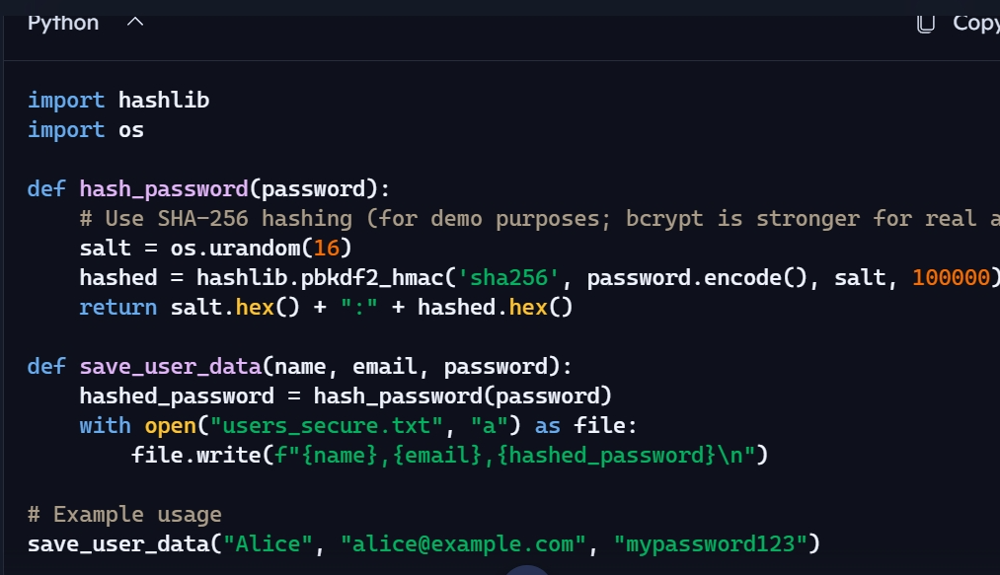 Python
Copy
import hashlib
import os
def hash_password(password):
    # Use SHA-256 hashing (for demo purposes; bcrypt is stronger for real
    salt = os.urandom(16)
    hashed = hashlib.pbkdf2_hmac('sha256', password.encode(), salt, 100000)
    return salt.hex() + ":" + hashed.hex()
def save_user_data(name, email, password):
    hashed_password = hash_password(password)
    with open("users_secure.txt", "a") as file:
        file.write(f"{name},{email},{hashed_password}\n")
# Example usage
save_user_data("Alice", "alice@example.com", "mypassword123")